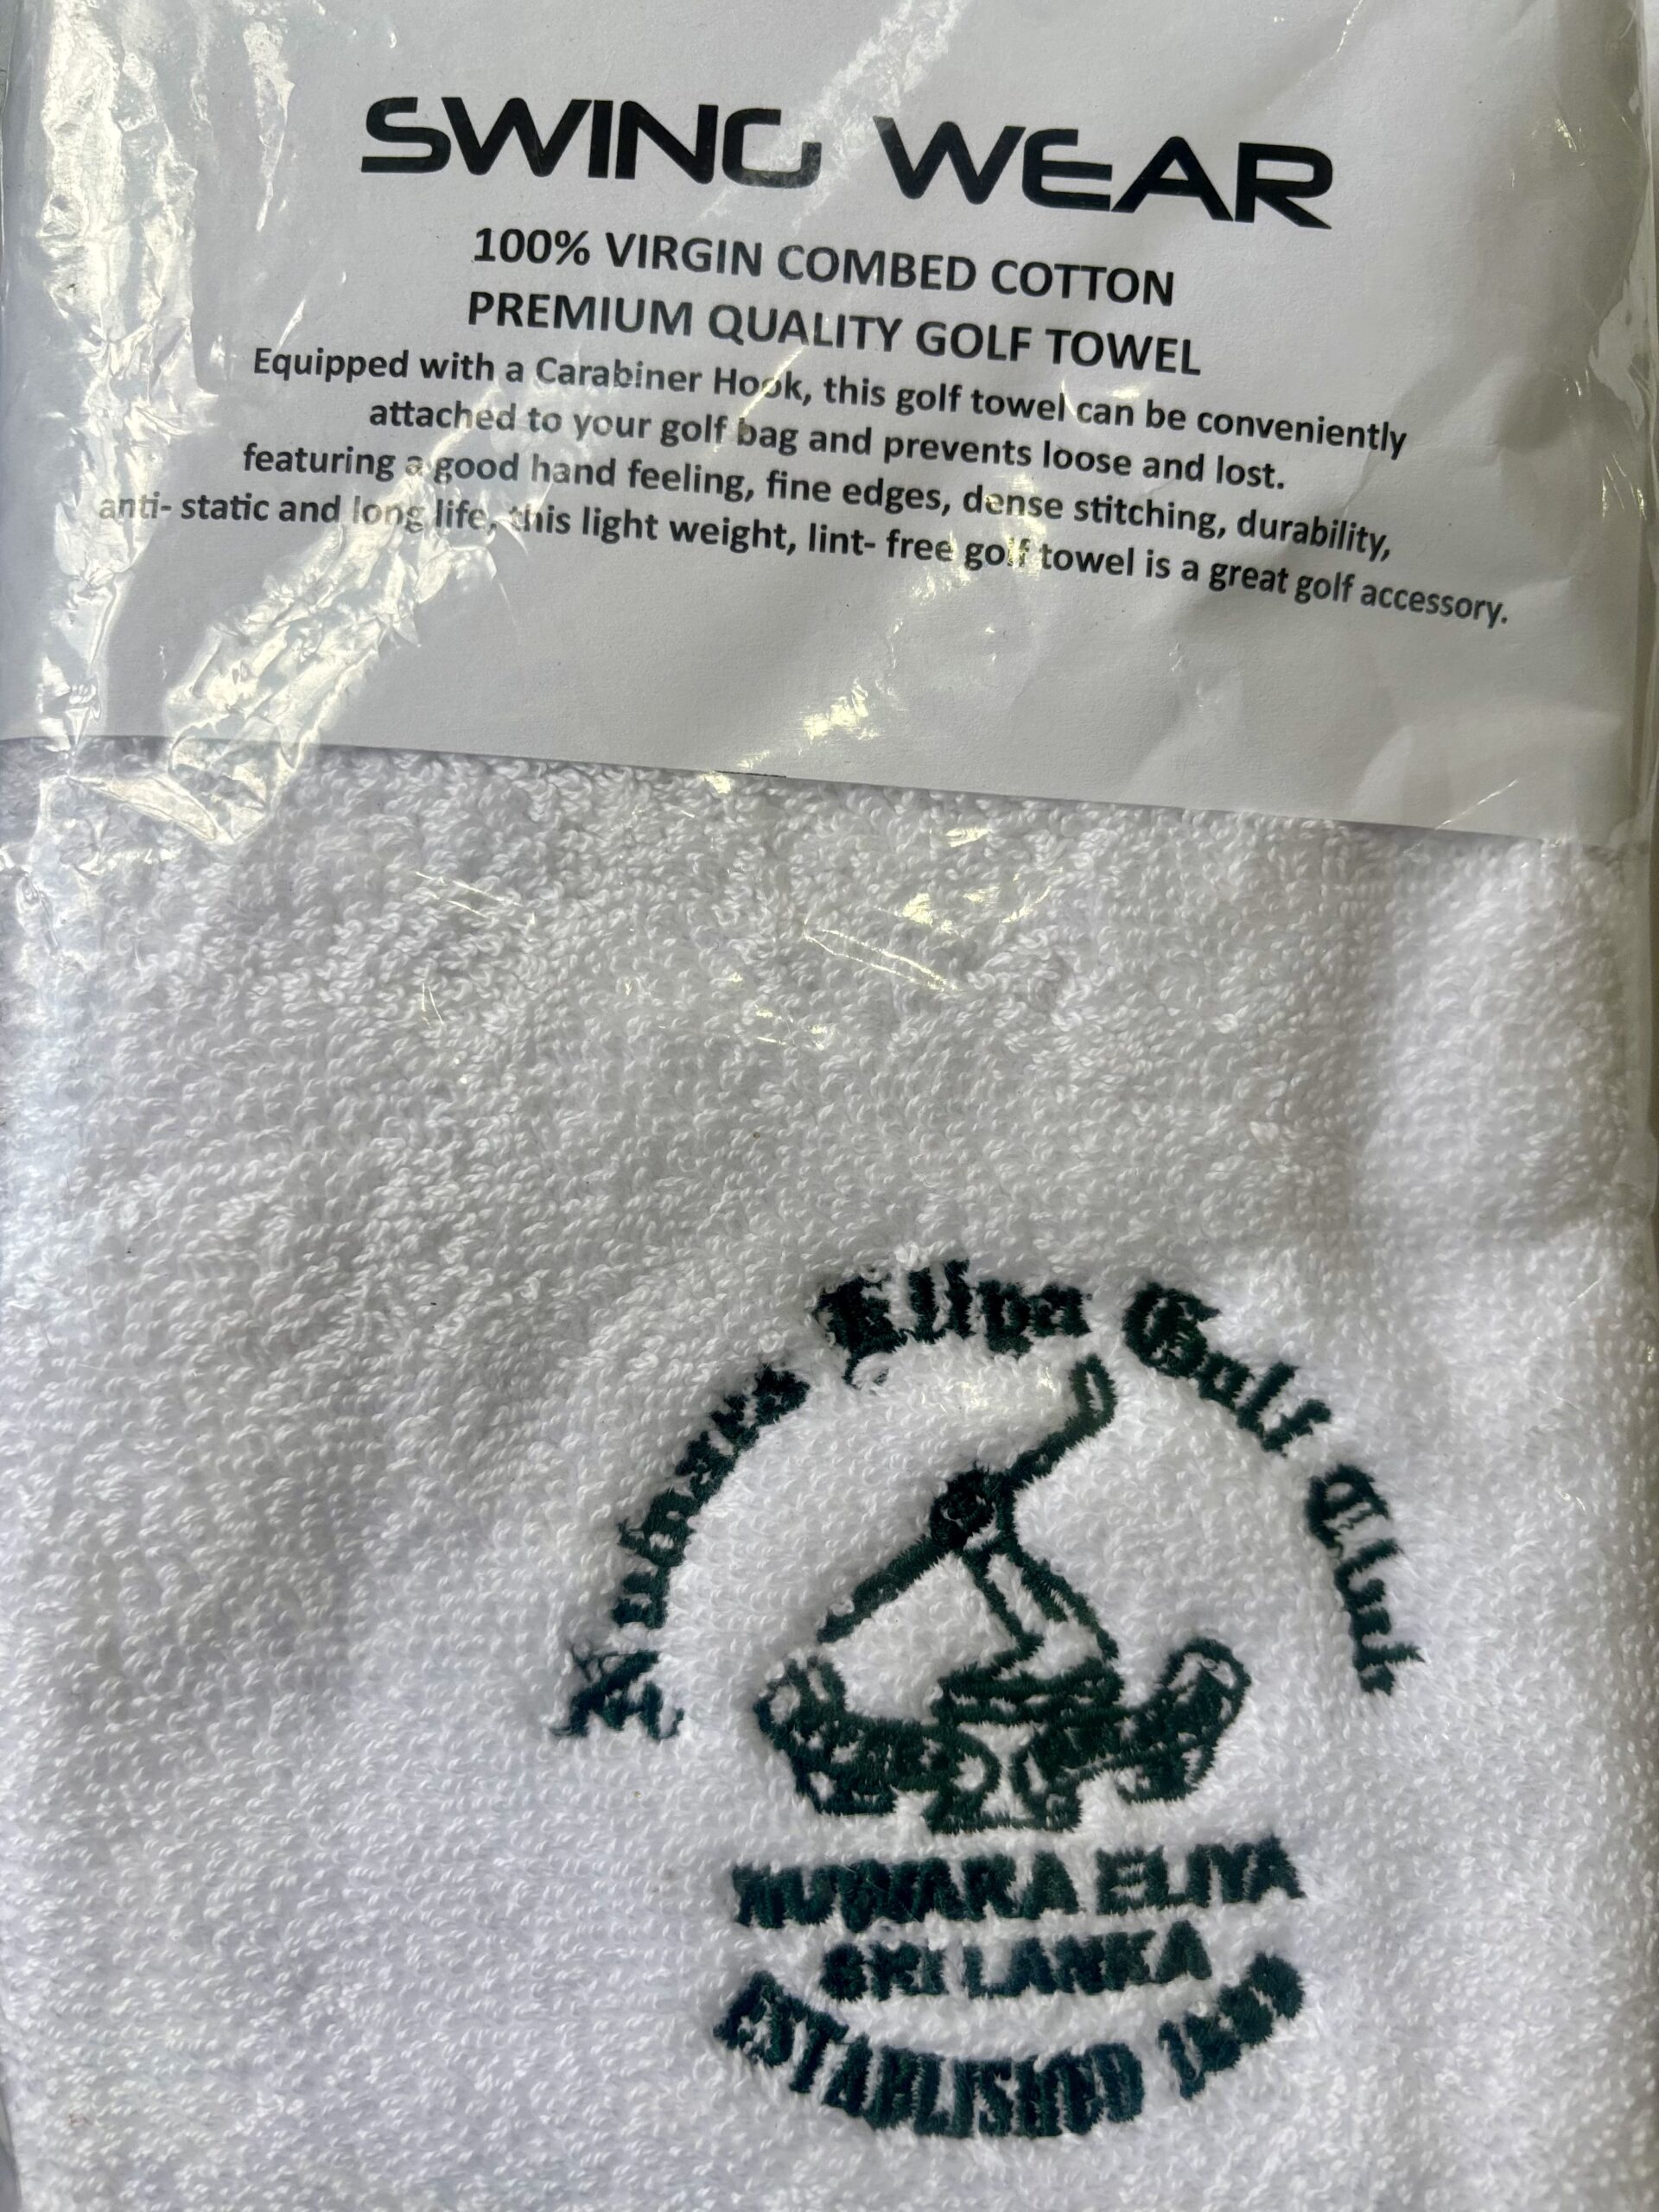 SWING WEAR
100% VIRGIN COMBED COTTON
PREMIUM QUALITY GOLF TOWEL
Equipped with a Carabiner Hook, this golf towel can be conveniently
attached to your golf bag and prevents loose and lost.
featuring a good hand feeling, fine edges, dense stitching, durability,
anti- static and long life, this light weight, lint- free golf towel is a great golf accessory.
Nuwara Eliya Golf Club
NUWARA ELIYA
SRI LANKA
ESTABLISHED